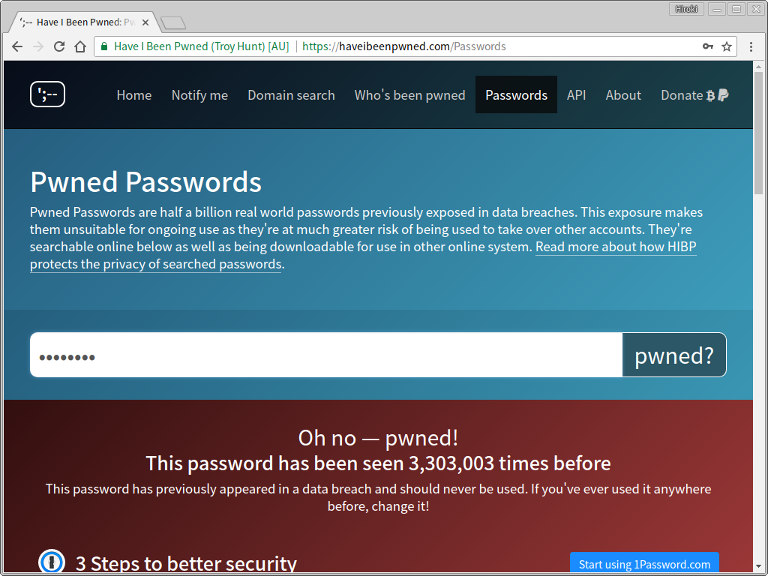 Hiroki
';-- Have I Been Pwned: Pw
Have I Been Pwned (Troy Hunt) [AU] | https://haveibeenpwned.com/Passwords
';--
Home Notify me Domain search Who's been pwned Passwords API About Donate
Pwned Passwords
Pwned Passwords are half a billion real world passwords previously exposed in data breaches. This exposure makes
them unsuitable for ongoing use as they're at much greater risk of being used to take over other accounts. They're
searchable online below as well as being downloadable for use in other online system. Read more about how HIBP
protects the privacy of searched passwords.
•••••••• pwned?
Oh no — pwned!
This password has been seen 3,303,003 times before
This password has previously appeared in a data breach and should never be used. If you've ever used it anywhere
before, change it!
3 Steps to better security Start using 1Password.com